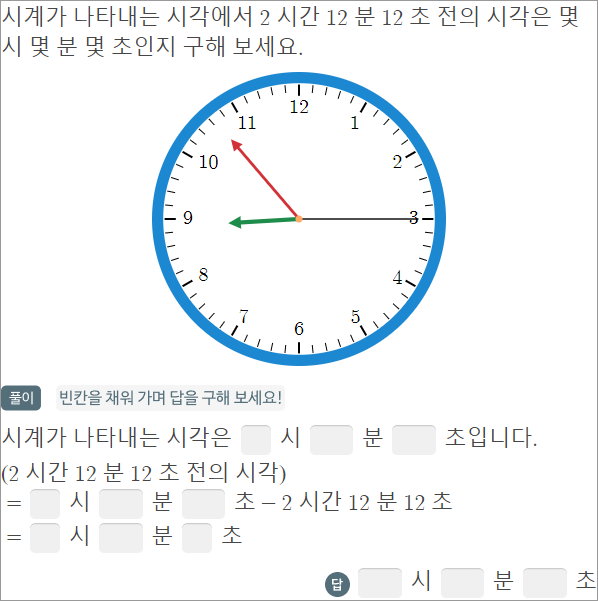 시계가 나타내는 시각에서 2 시간 12 분 12 초 전의 시각은 몇
시 몇 분 몇 초인지 구해 보세요.
12
11 1
10 2
9 3
8 4
7 5
6
풀이 빈칸을 채워 가며 답을 구해 보세요!
시계가 나타내는 시각은 시 분 초입니다.
(2 시간 12 분 12 초 전의 시각)
= 시 분 초 − 2 시간 12 분 12 초
= 시 분 초
답 시 분 초